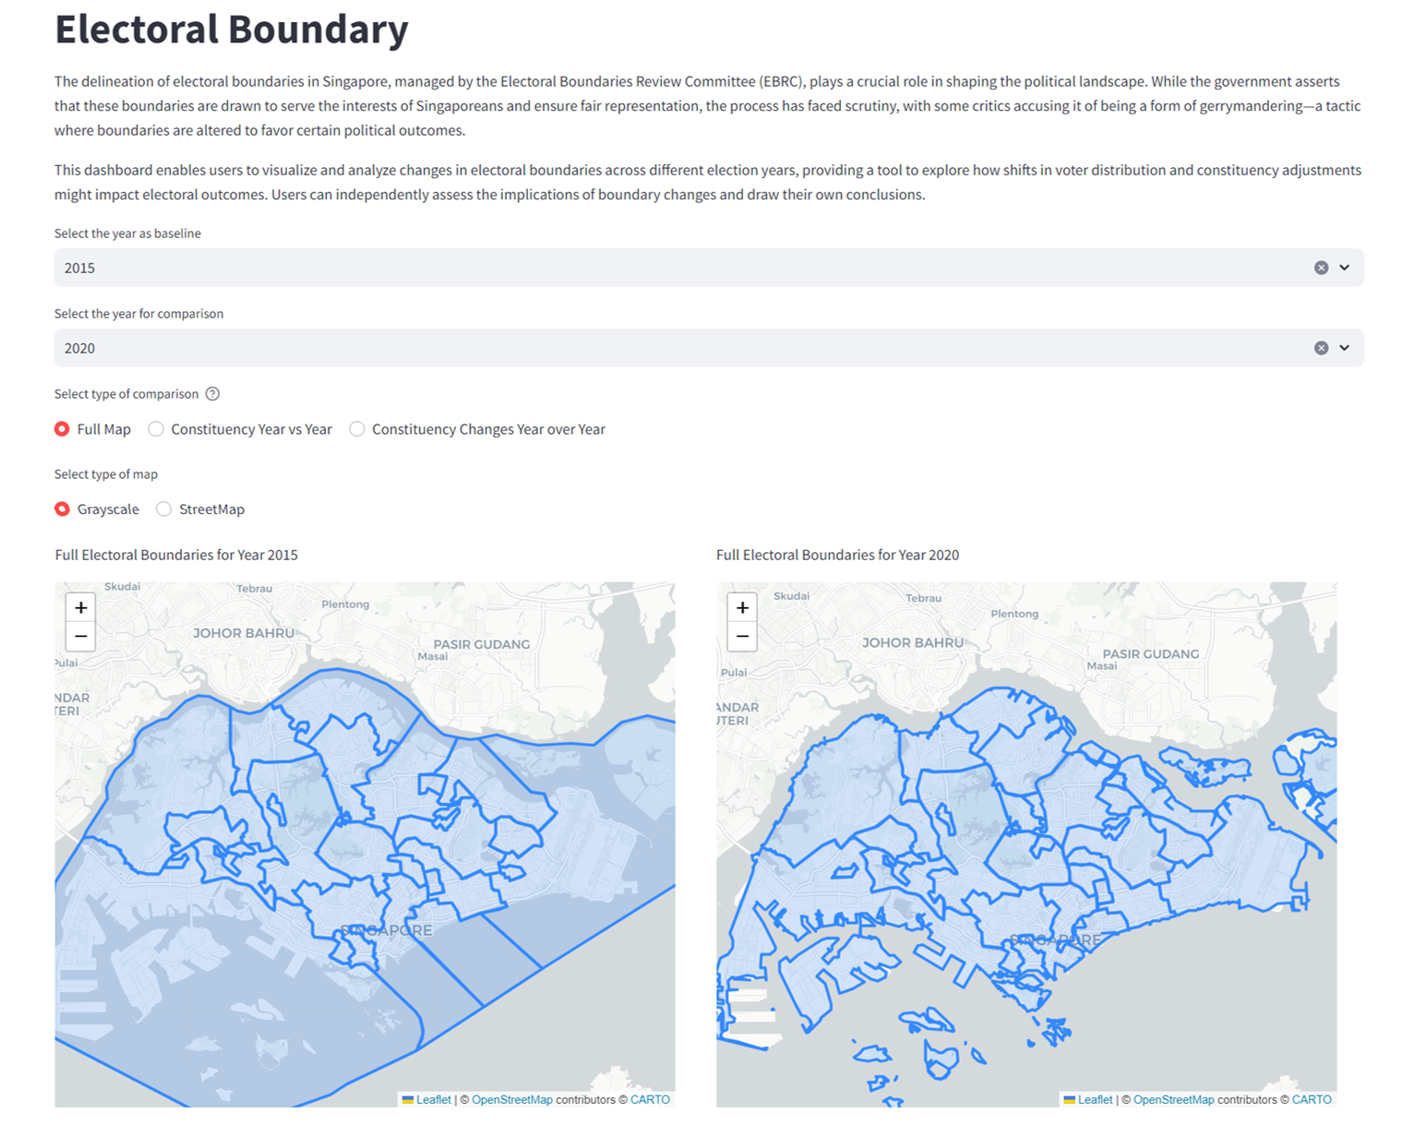 Electoral Boundary
The delineation of electoral boundaries in Singapore, managed by the Electoral Boundaries Review Committee (EBRC), plays a crucial role in shaping the political landscape. While the government asserts
that these boundaries are drawn to serve the interests of Singaporeans and ensure fair representation, the process has faced scrutiny, with some critics accusing it of being a form of gerrymandering—a tactic
where boundaries are altered to favor certain political outcomes.
This dashboard enables users to visualize and analyze changes in electoral boundaries across different election years, providing a tool to explore how shifts in voter distribution and constituency adjustments
might impact electoral outcomes. Users can independently assess the implications of boundary changes and draw their own conclusions.
Select the year as baseline
2015
Select the year for comparison
2020
Select type of comparison ?
Full Map Constituency Year vs Year Constituency Changes Year over Year
Select type of map
Grayscale StreetMap
Full Electoral Boundaries for Year 2015
+
−
Skudai
Tebrau
Plentong
JOHOR BAHRU
PASIR GUDANG
Masai
Pulai
NDAR
TERI
SINGAPORE
Leaflet | © OpenStreetMap contributors © CARTO
Full Electoral Boundaries for Year 2020
+
−
Skudai
Tebrau
Plentong
JOHOR BAHRU
PASIR GUDANG
Masai
Pulai
ANDAR
UTERI
SINGAPORE
Leaflet | © OpenStreetMap contributors © CARTO